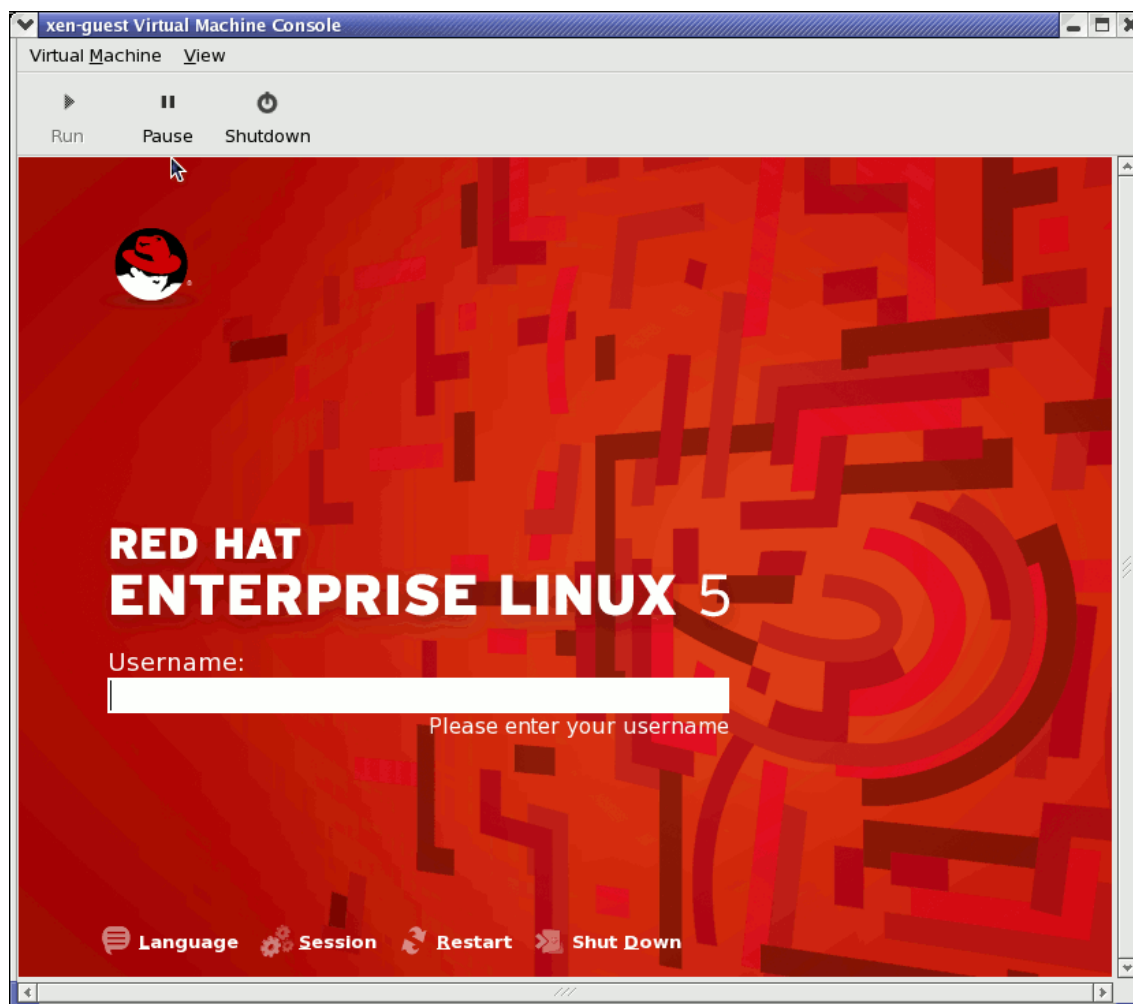 xen-guest Virtual Machine Console
Virtual Machine View
Run Pause Shutdown
RED HAT
ENTERPRISE LINUX 5
Username:
Please enter your username
Language Session Restart Shut Down